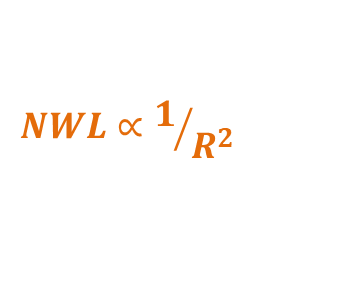 NWL ∝ 1/R²